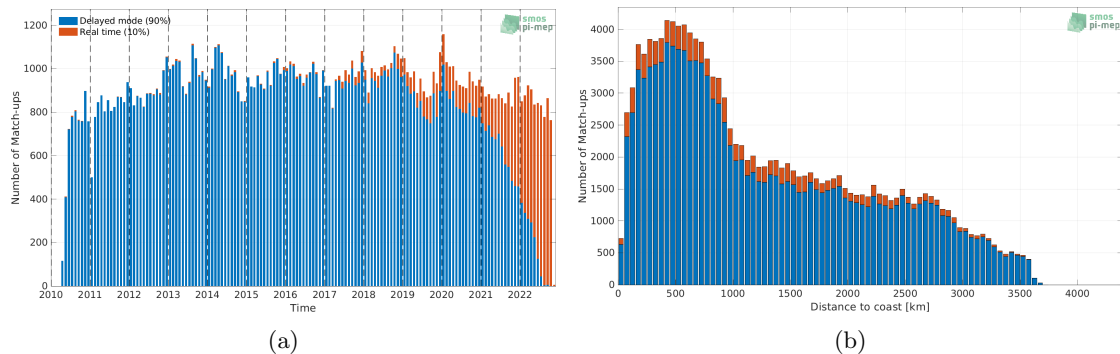 Delayed mode (90%)
Real time (10%)
smos
pi-mep
Number of Match-ups
1200
1000
800
600
400
200
0
2010 2011 2012 2013 2014 2015 2016 2017 2018 2019 2020 2021 2022
Time
(a)
smos
pi-mep
Number of Match-ups
4000
3500
3000
2500
2000
1500
1000
500
0
0 500 1000 1500 2000 2500 3000 3500 4000
Distance to coast [km]
(b)